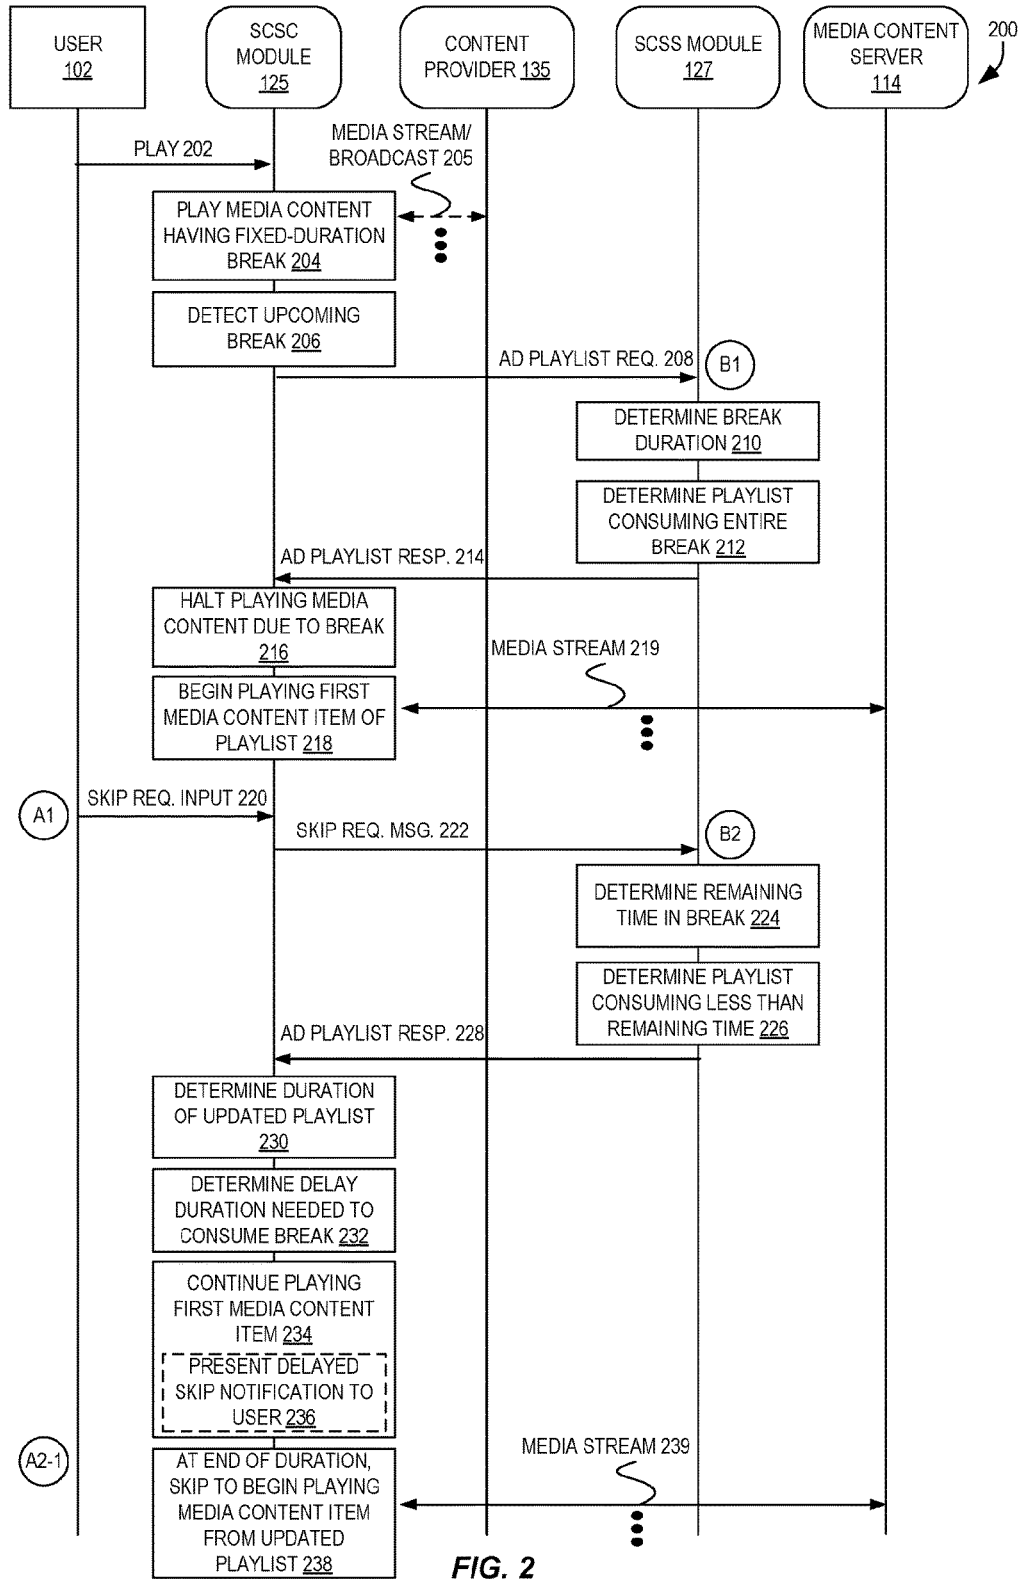 USER
102
SCSC
MODULE
125
CONTENT
PROVIDER 135
SCSS MODULE
127
MEDIA CONTENT
SERVER
114
200
PLAY 202
MEDIA STREAM/
BROADCAST 205
PLAY MEDIA CONTENT
HAVING FIXED-DURATION
BREAK 204
DETECT UPCOMING
BREAK 206
AD PLAYLIST REQ. 208
B1
DETERMINE BREAK
DURATION 210
DETERMINE PLAYLIST
CONSUMING ENTIRE
BREAK 212
AD PLAYLIST RESP. 214
HALT PLAYING MEDIA
CONTENT DUE TO BREAK
216
MEDIA STREAM 219
BEGIN PLAYING FIRST
MEDIA CONTENT ITEM OF
PLAYLIST 218
A1
SKIP REQ. INPUT 220
SKIP REQ. MSG. 222
B2
DETERMINE REMAINING
TIME IN BREAK 224
DETERMINE PLAYLIST
CONSUMING LESS THAN
REMAINING TIME 226
AD PLAYLIST RESP. 228
DETERMINE DURATION
OF UPDATED PLAYLIST
230
DETERMINE DELAY
DURATION NEEDED TO
CONSUME BREAK 232
CONTINUE PLAYING
FIRST MEDIA CONTENT
ITEM 234
PRESENT DELAYED
SKIP NOTIFICATION TO
USER 236
A2-1
MEDIA STREAM 239
AT END OF DURATION,
SKIP TO BEGIN PLAYING
MEDIA CONTENT ITEM
FROM UPDATED
PLAYLIST 238
FIG. 2